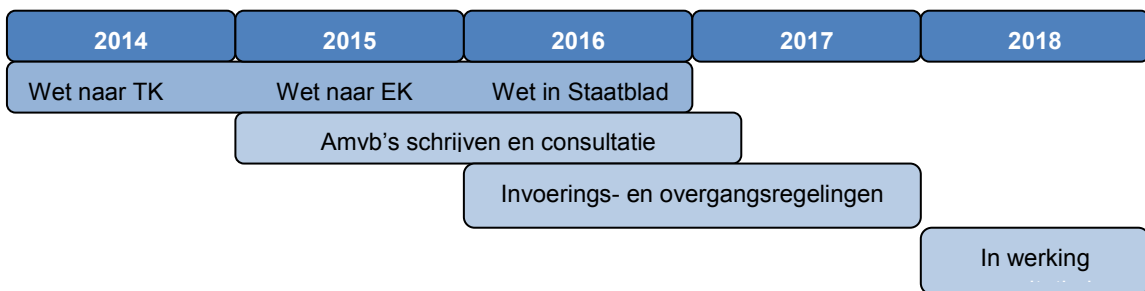 2014 2015 2016 2017 2018
Wet naar TK Wet naar EK Wet in Staatblad
Amvb's schrijven en consultatie
Invoerings- en overgangsregelingen
In werking